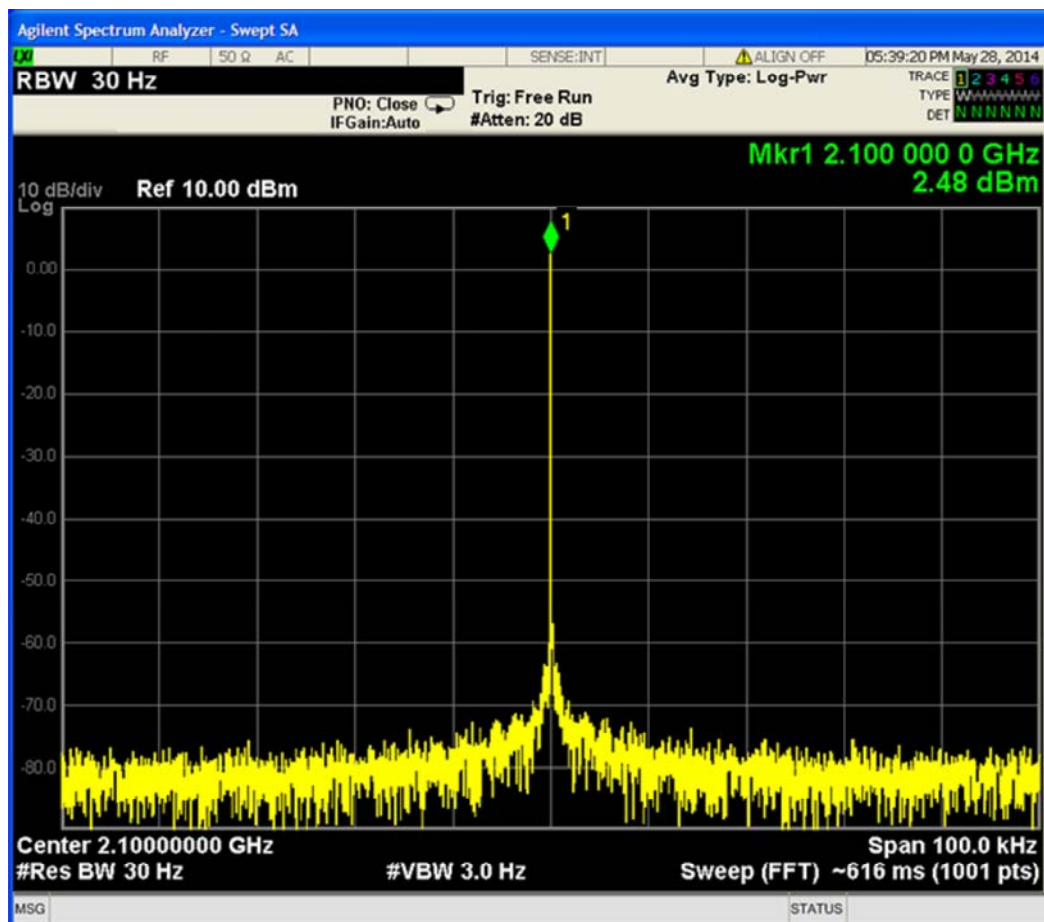 Agilent Spectrum Analyzer - Swept SA
LXI RF 50 Ω AC SENSE:INT ALIGN OFF 05:39:20 PM May 28, 2014
RBW 30 Hz
PNO: Close
IFGain:Auto
Trig: Free Run
#Atten: 20 dB
Avg Type: Log-Pwr
TRACE 1 2 3 4 5 6
TYPE WWWWWW
DET N N N N N N
Mkr1 2.100 000 0 GHz
2.48 dBm
10 dB/div Ref 10.00 dBm
Log
1
0.00
-10.0
-20.0
-30.0
-40.0
-50.0
-60.0
-70.0
-80.0
Center 2.10000000 GHz Span 100.0 kHz
#Res BW 30 Hz #VBW 3.0 Hz Sweep (FFT) ~616 ms (1001 pts)
MSG STATUS